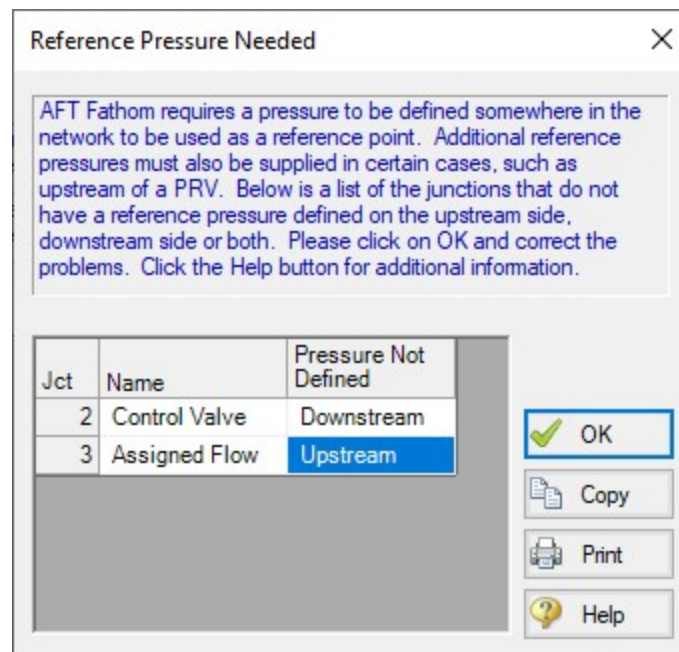 Reference Pressure Needed
AFT Fathom requires a pressure to be defined somewhere in the
network to be used as a reference point. Additional reference
pressures must also be supplied in certain cases, such as
upstream of a PRV. Below is a list of the junctions that do not
have a reference pressure defined on the upstream side,
downstream side or both. Please click on OK and correct the
problems. Click the Help button for additional information.
Jct Name Pressure Not Defined
2 Control Valve Downstream
3 Assigned Flow Upstream
OK
Copy
Print
Help